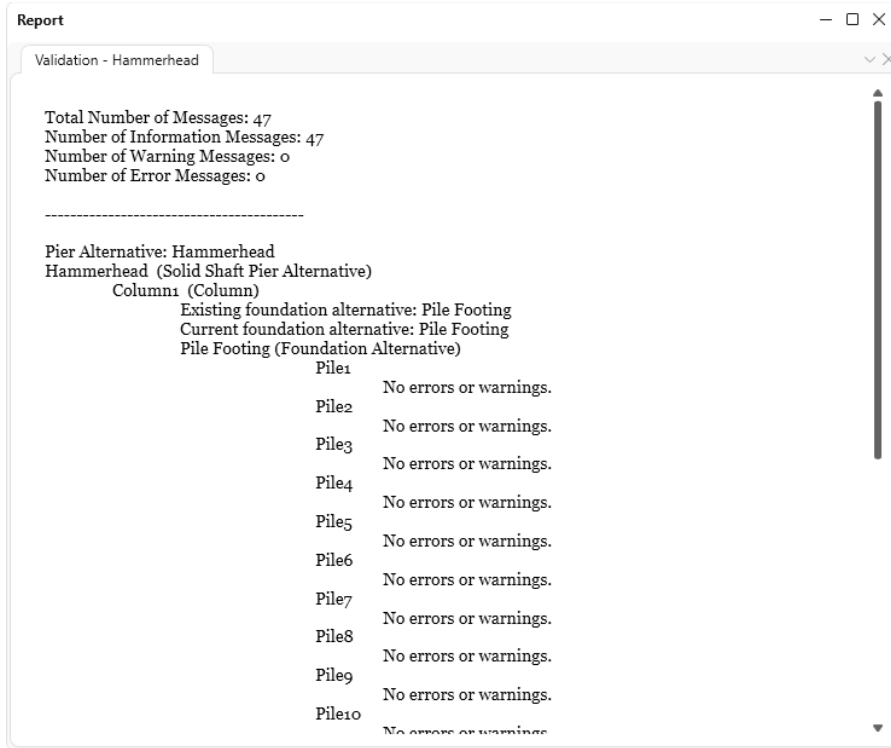 Report
Validation - Hammerhead
Total Number of Messages: 47
Number of Information Messages: 47
Number of Warning Messages: 0
Number of Error Messages: 0
-----------------------------------------
Pier Alternative: Hammerhead
Hammerhead (Solid Shaft Pier Alternative)
Column1 (Column)
Existing foundation alternative: Pile Footing
Current foundation alternative: Pile Footing
Pile Footing (Foundation Alternative)
Pile1
No errors or warnings.
Pile2
No errors or warnings.
Pile3
No errors or warnings.
Pile4
No errors or warnings.
Pile5
No errors or warnings.
Pile6
No errors or warnings.
Pile7
No errors or warnings.
Pile8
No errors or warnings.
Pile9
No errors or warnings.
Pile10
No errors or warnings.